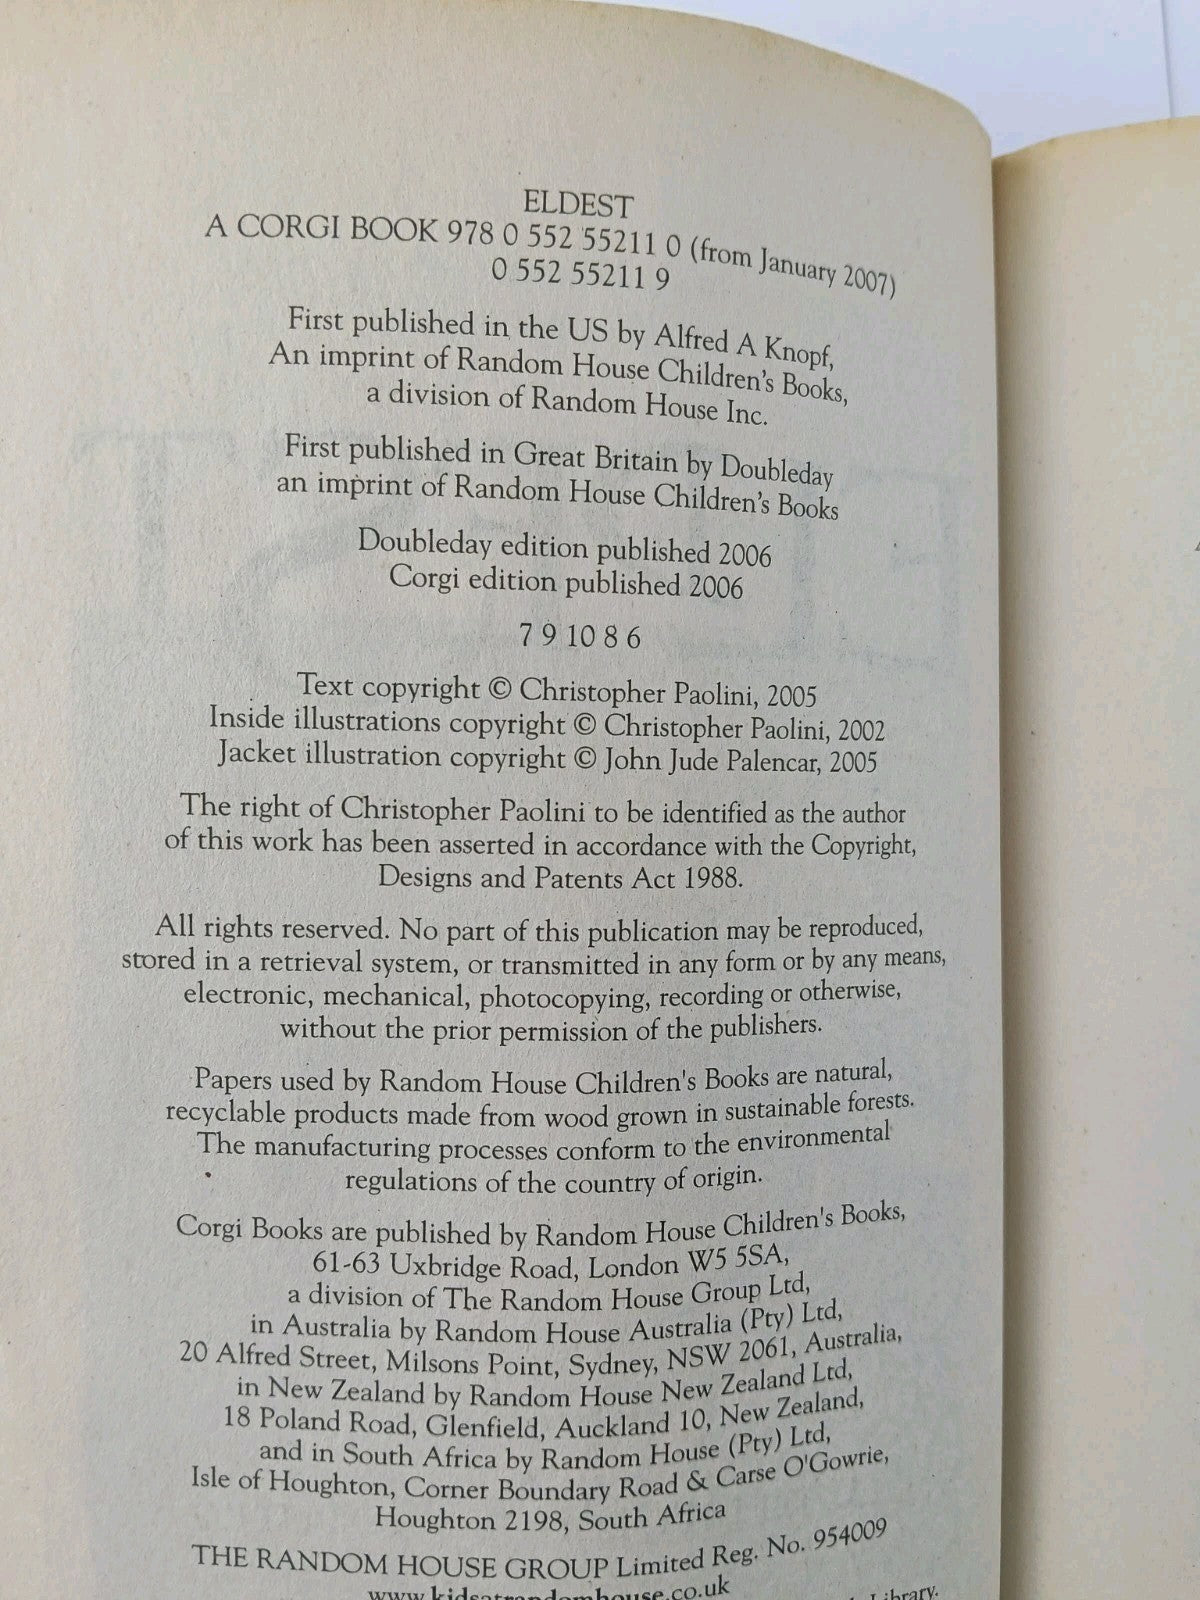 ELDEST
A CORGI BOOK 978 0 552 55211 0 (from January 2007)
0 552 55211 9
First published in the US by Alfred A Knopf,
An imprint of Random House Children's Books,
a division of Random House Inc.
First published in Great Britain by Doubleday
an imprint of Random House Children's Books
Doubleday edition published 2006
Corgi edition published 2006
7 9 10 8 6
Text copyright © Christopher Paolini, 2005
Inside illustrations copyright © Christopher Paolini, 2002
Jacket illustration copyright © John Jude Palencar, 2005
The right of Christopher Paolini to be identified as the author
of this work has been asserted in accordance with the Copyright,
Designs and Patents Act 1988.
All rights reserved. No part of this publication may be reproduced,
stored in a retrieval system, or transmitted in any form or by any means,
electronic, mechanical, photocopying, recording or otherwise,
without the prior permission of the publishers.
Papers used by Random House Children's Books are natural,
recyclable products made from wood grown in sustainable forests.
The manufacturing processes conform to the environmental
regulations of the country of origin.
Corgi Books are published by Random House Children's Books,
61-63 Uxbridge Road, London W5 5SA,
a division of The Random House Group Ltd,
in Australia by Random House Australia (Pty) Ltd,
20 Alfred Street, Milsons Point, Sydney, NSW 2061, Australia,
in New Zealand by Random House New Zealand Ltd,
18 Poland Road, Glenfield, Auckland 10, New Zealand,
and in South Africa by Random House (Pty) Ltd,
Isle of Houghton, Corner Boundary Road & Carse O'Gowrie,
Houghton 2198, South Africa
THE RANDOM HOUSE GROUP Limited Reg. No. 954009
www.kidsatrandomhouse.co.uk
Library.